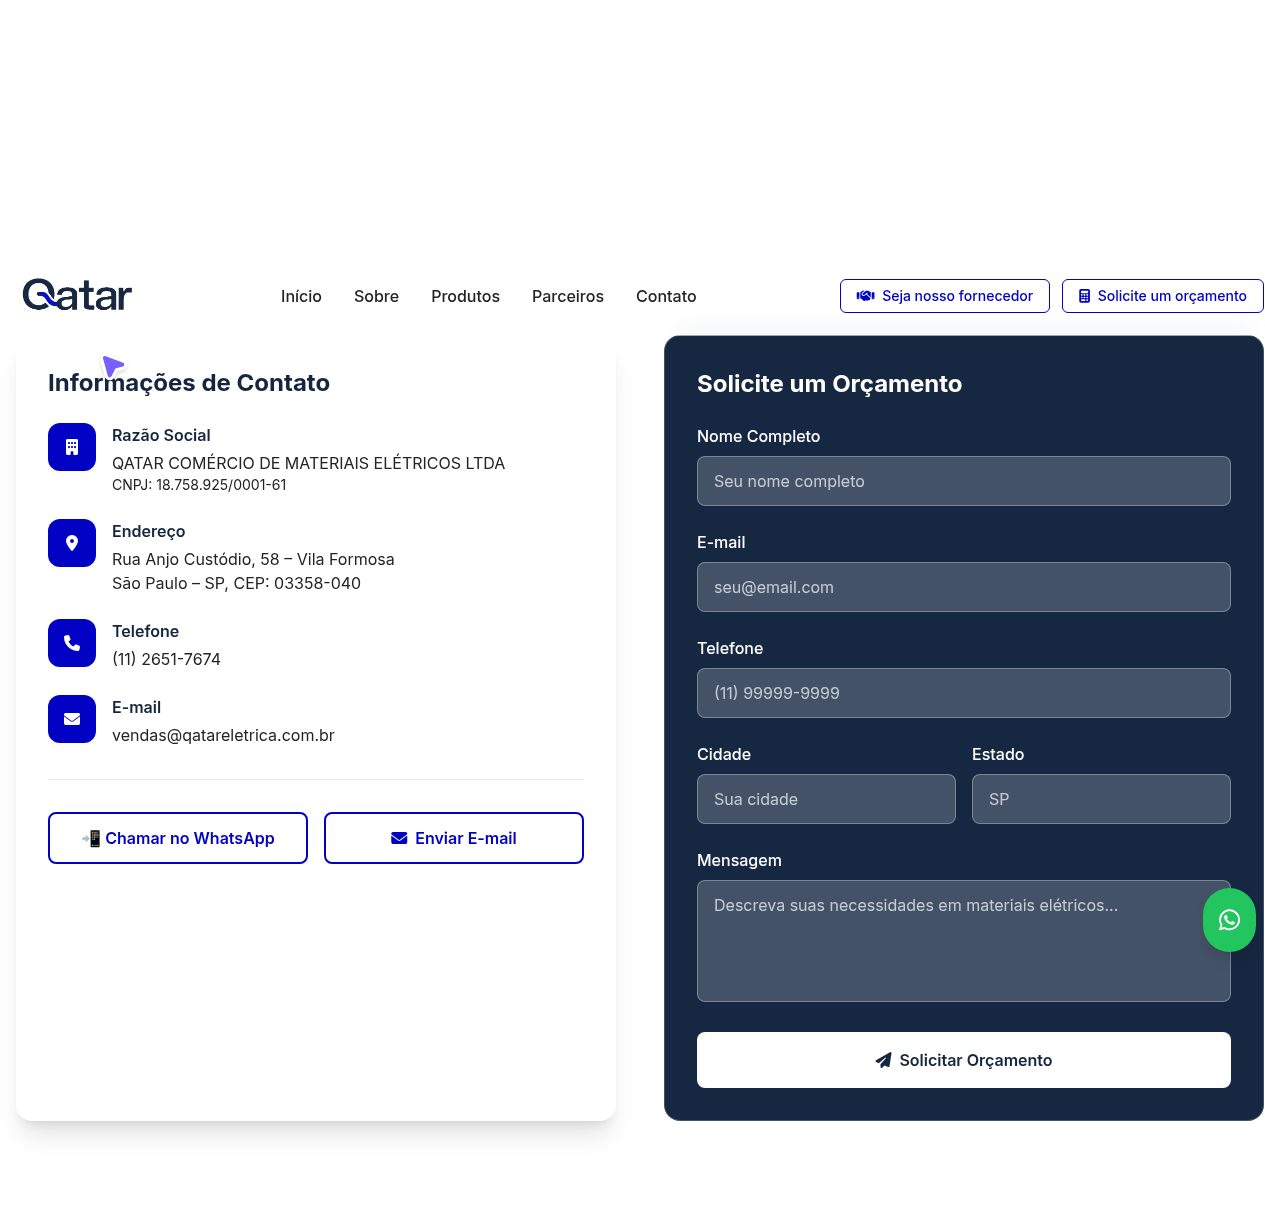 Qatar
Início
Sobre
Produtos
Parceiros
Contato
Seja nosso fornecedor
Solicite um orçamento
Informações de Contato
Razão Social
QATAR COMÉRCIO DE MATERIAIS ELÉTRICOS LTDA
CNPJ: 18.758.925/0001-61
Endereço
Rua Anjo Custódio, 58 – Vila Formosa
São Paulo – SP, CEP: 03358-040
Telefone
(11) 2651-7674
E-mail
vendas@qatareletrica.com.br
📲 Chamar no WhatsApp
Enviar E-mail
Solicite um Orçamento
Nome Completo
Seu nome completo
E-mail
seu@email.com
Telefone
(11) 99999-9999
Cidade
Estado
Sua cidade
SP
Mensagem
Descreva suas necessidades em materiais elétricos...
Solicitar Orçamento